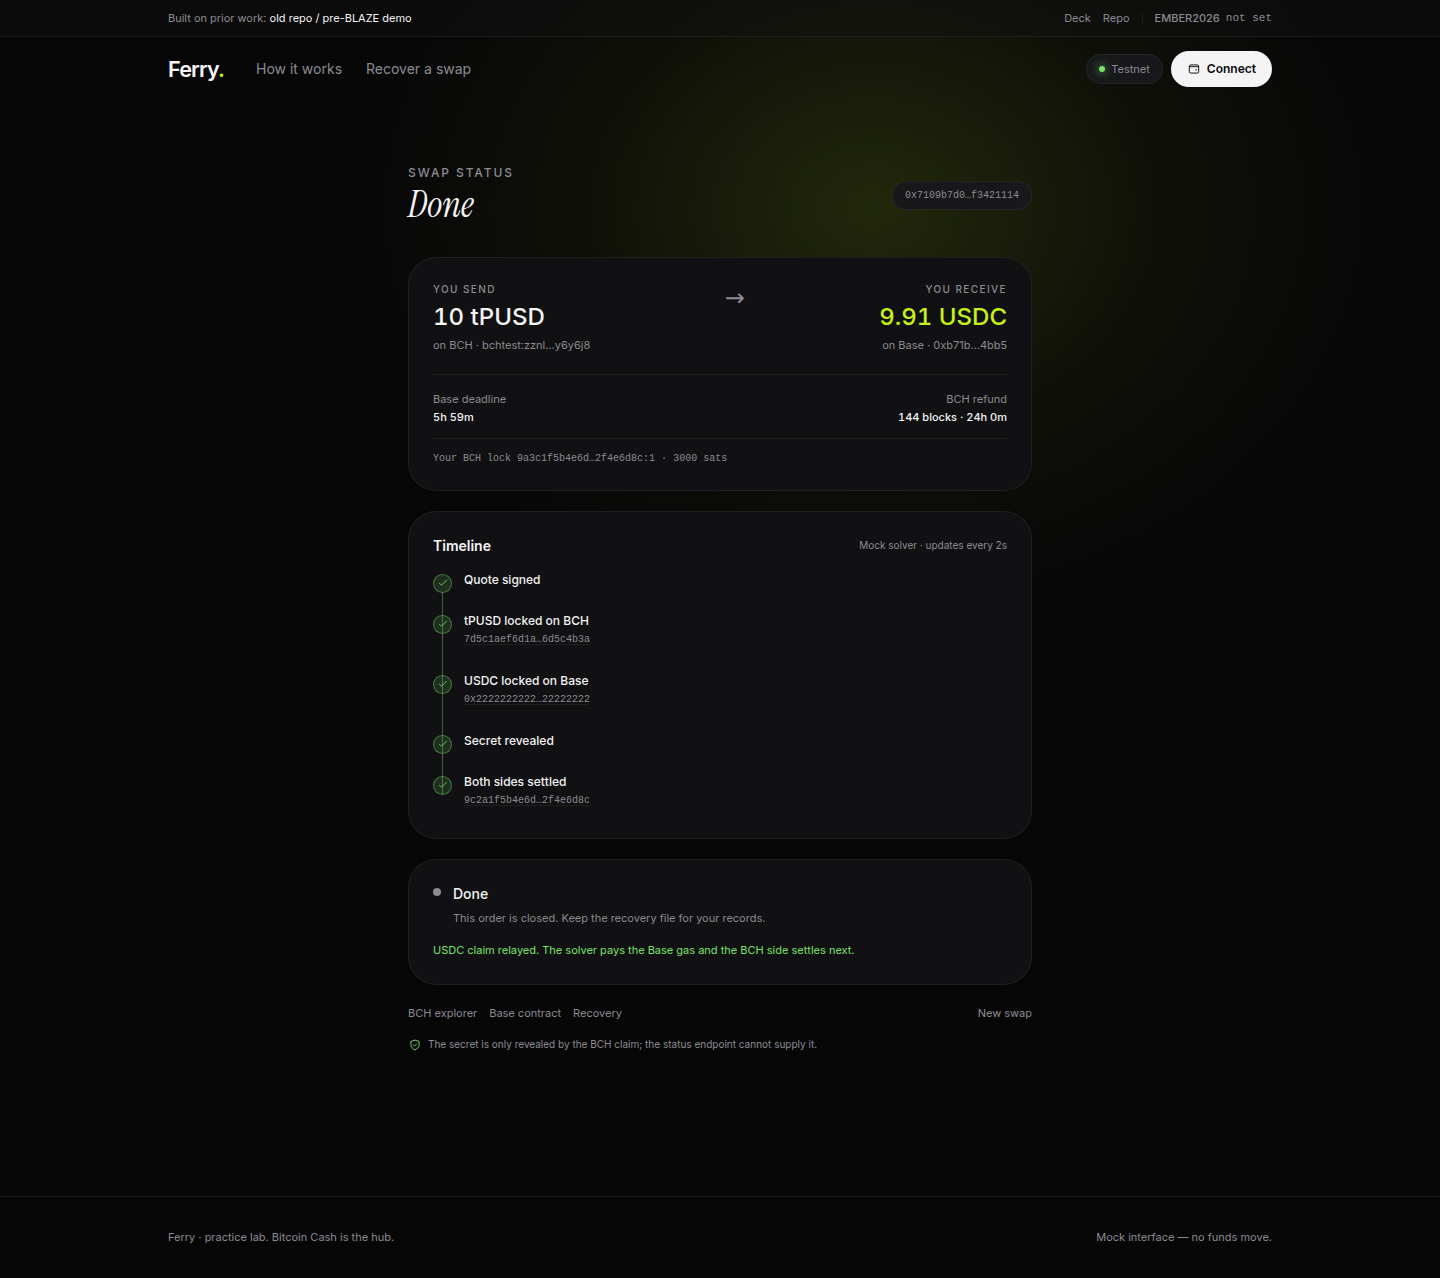 Built on prior work: old repo / pre-BLAZE demo
Deck Repo EMBER2026 not set
Ferry.
How it works Recover a swap
Testnet
Connect
SWAP STATUS
Done
0x7109b7d0…f3421114
YOU SEND
10 tPUSD
on BCH · bchtest:zznl…y6y6j8
→
YOU RECEIVE
9.91 USDC
on Base · 0xb71b…4bb5
Base deadline
5h 59m
BCH refund
144 blocks · 24h 0m
Your BCH lock 9a3c1f5b4e6d…2f4e6d8c:1 · 3000 sats
Timeline
Mock solver · updates every 2s
Quote signed
tPUSD locked on BCH
7d5c1aef6d1a…6d5c4b3a
USDC locked on Base
0x2222222222…22222222
Secret revealed
Both sides settled
9c2a1f5b4e6d…2f4e6d8c
Done
This order is closed. Keep the recovery file for your records.
USDC claim relayed. The solver pays the Base gas and the BCH side settles next.
BCH explorer Base contract Recovery
New swap
The secret is only revealed by the BCH claim; the status endpoint cannot supply it.
Ferry · practice lab. Bitcoin Cash is the hub.
Mock interface — no funds move.